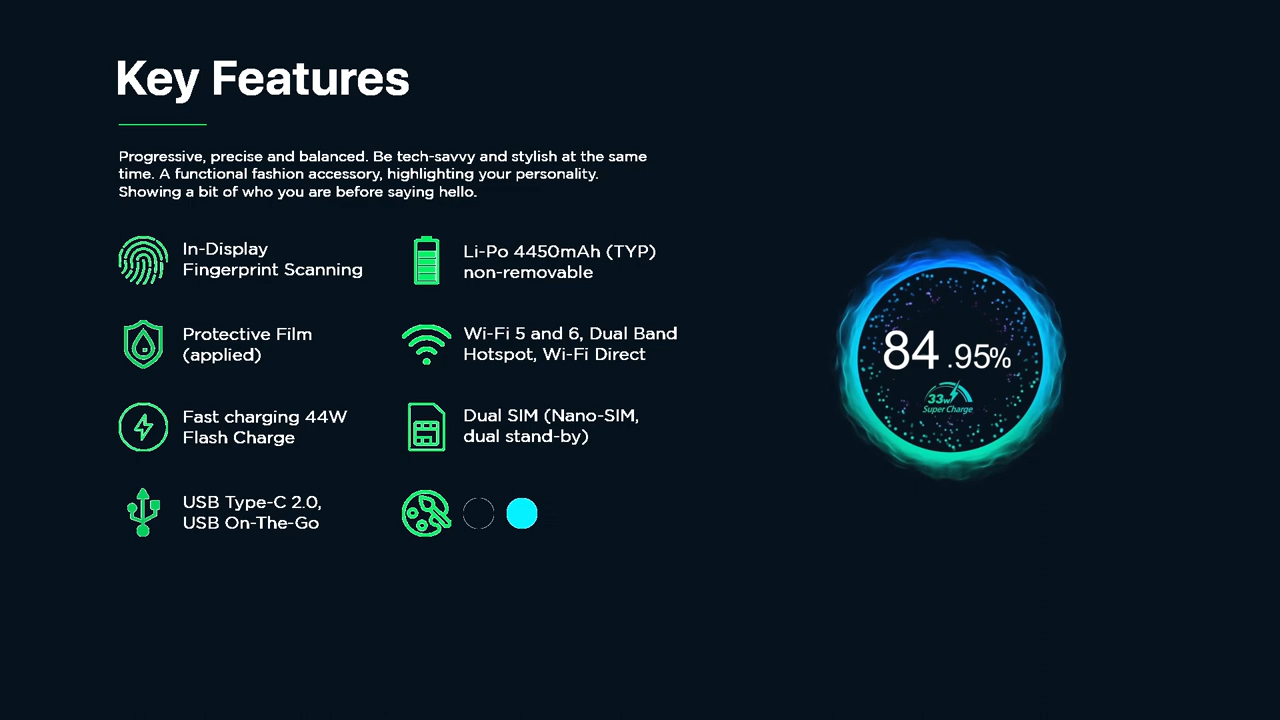 Key Features
Progressive, precise and balanced. Be tech-savvy and stylish at the same
time. A functional fashion accessory, highlighting your personality.
Showing a bit of who you are before saying hello.
In-Display
Fingerprint Scanning
Li-Po 4450mAh (TYP)
non-removable
Protective Film
(applied)
Wi-Fi 5 and 6, Dual Band
Hotspot, Wi-Fi Direct
Fast charging 44W
Flash Charge
Dual SIM (Nano-SIM,
dual stand-by)
USB Type-C 2.0,
USB On-The-Go
84.95%
33W
Super Charge